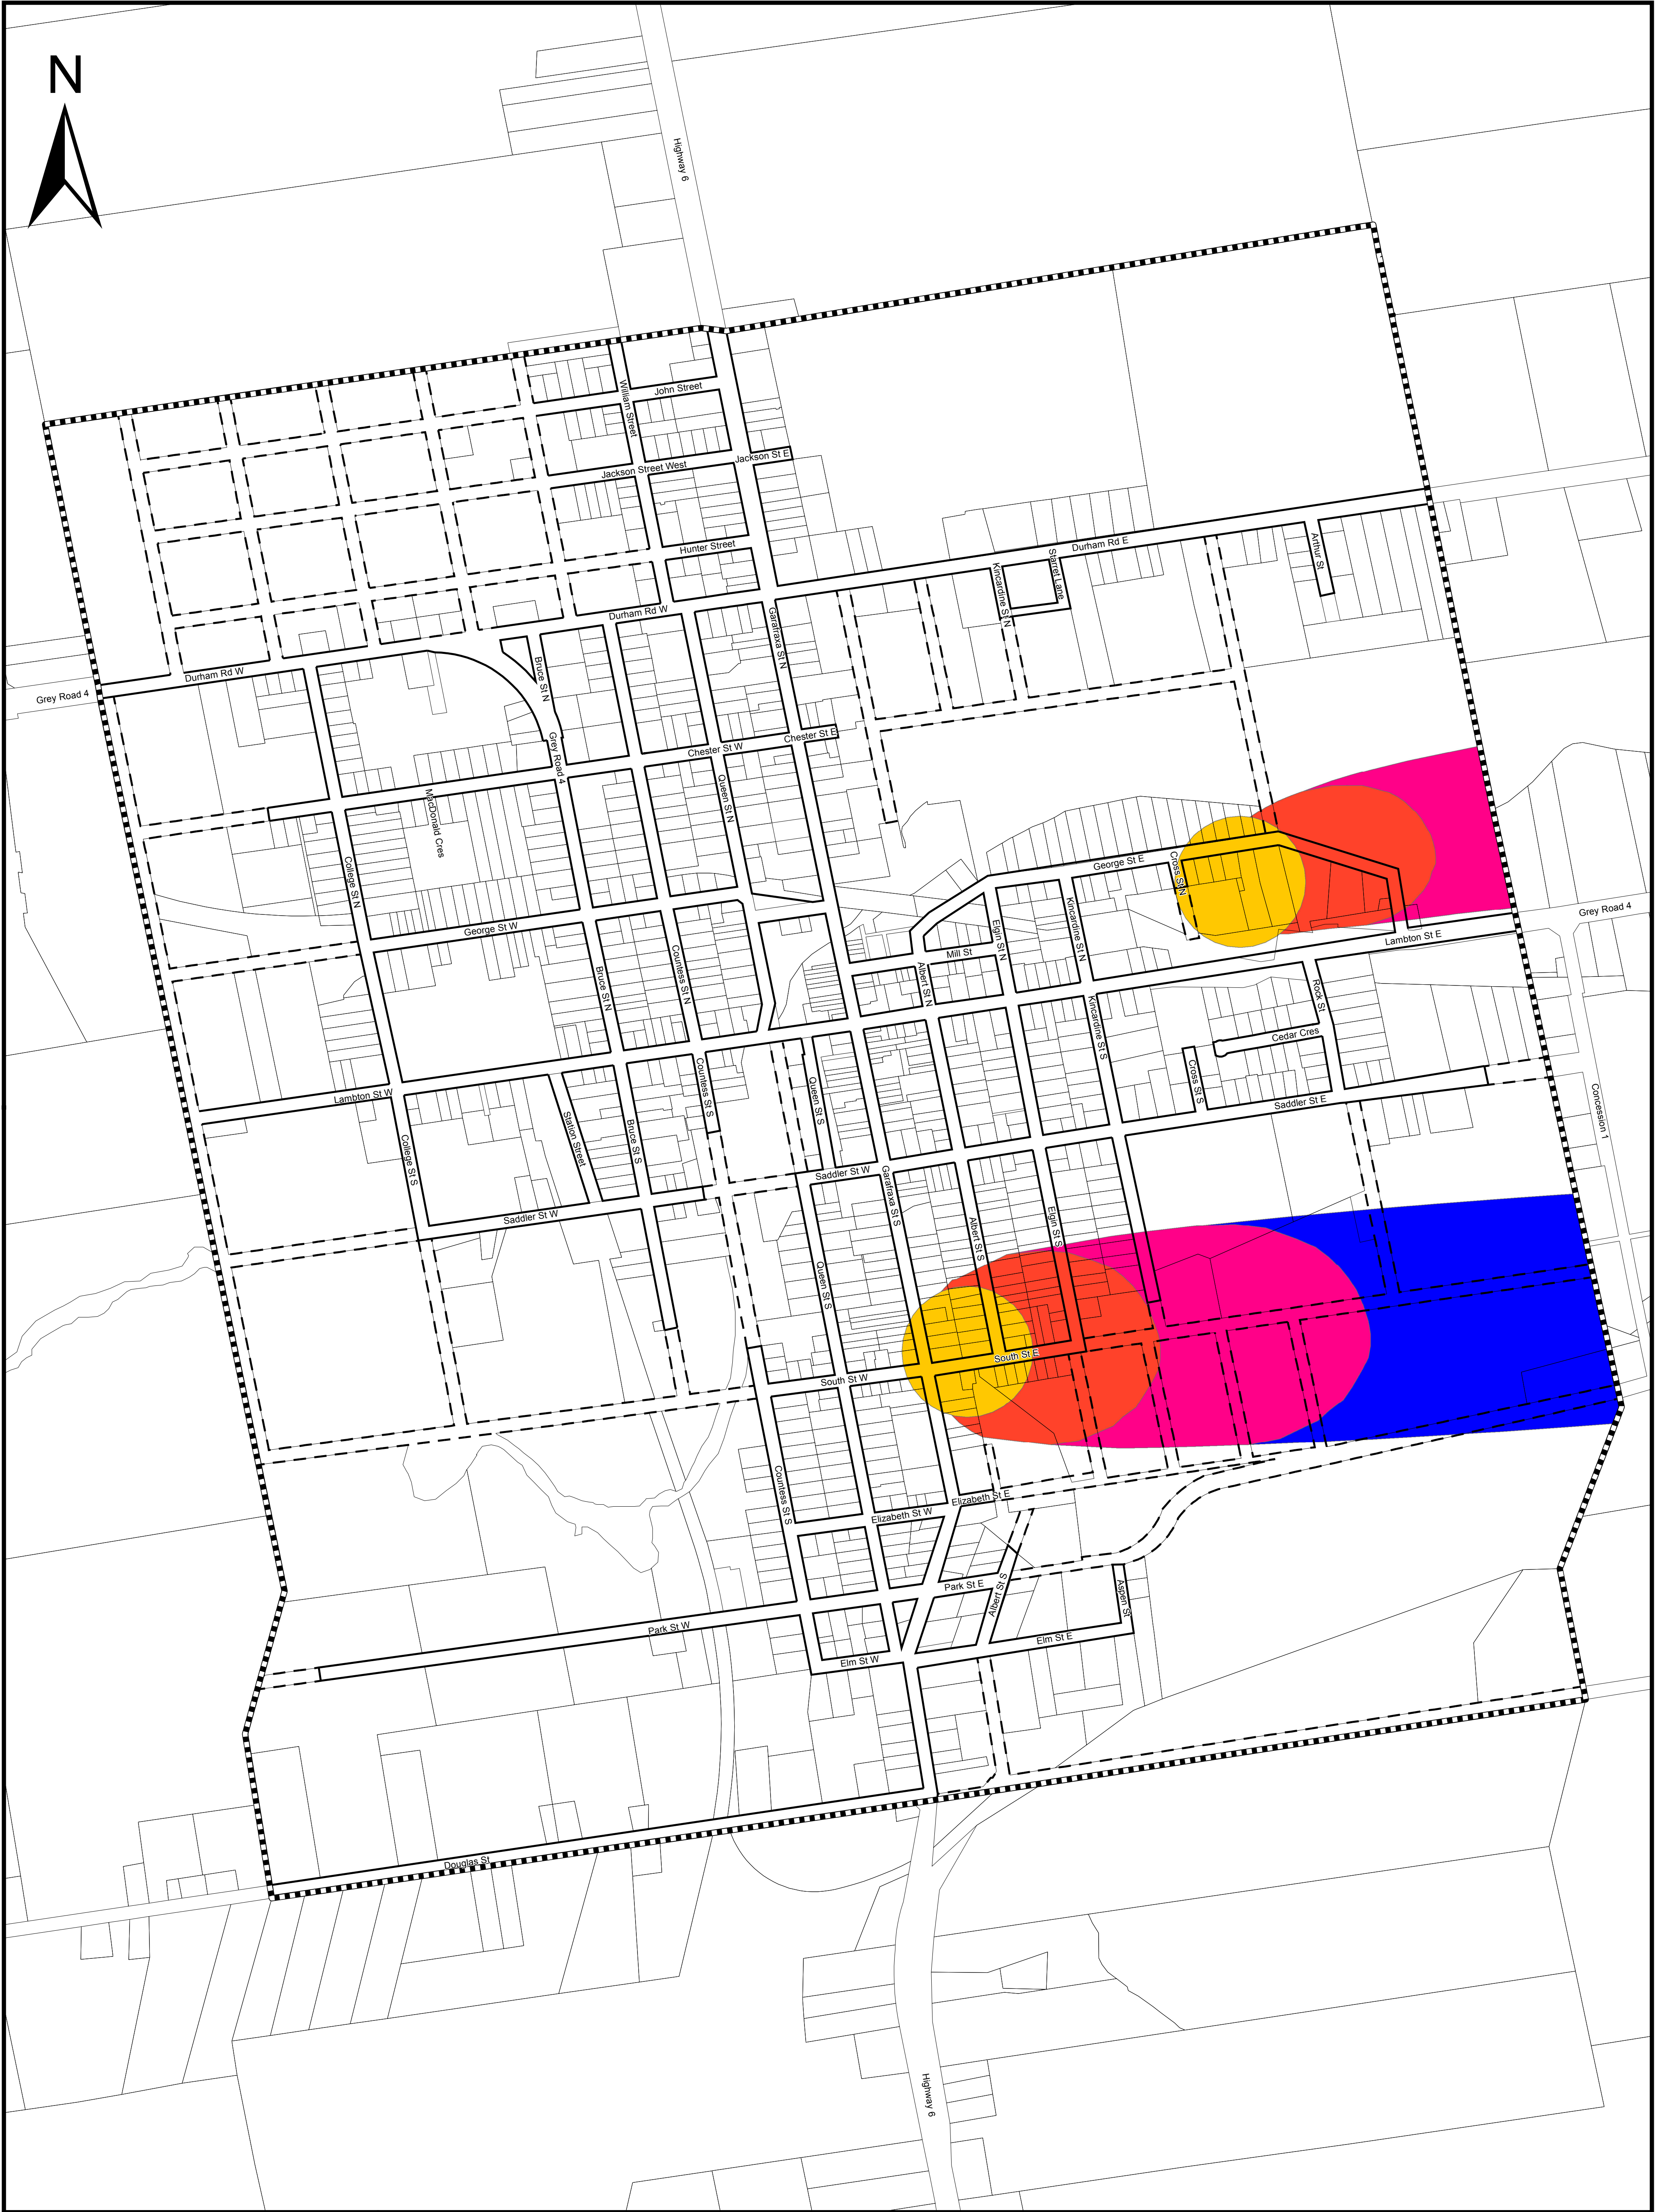 N
Highway 6
John Street
William Street
Jackson St E
Jackson Street West
Hunter Street
Durham Rd E
Starret Lane
Kincardine St N
Arthur St
Durham Rd W
Garafraxa St N
Bruce St N
Durham Rd W
Grey Road 4
Grey Road 4
Chester St E
Chester St W
Queen St N
MacDonald Cres
College St N
George St E
Cross St N
Kincardine St N
Elgin St N
Grey Road 4
Lambton St E
George St W
Mill St
Albert St N
Countess St N
Bruce St N
Rock St
Kincardine St S
Cedar Cres
Cross St S
Saddler St E
Concession 1
Lambton St W
Queen St S
Countess St S
Station Street
Bruce St S
College St S
Saddler St W
Garafraxa St S
Saddler St W
Albert St S
Elgin St S
Queen St S
South St E
South St W
Countess St S
Elizabeth St E
Elizabeth St W
Park St E
Albert St S
Aspen St
Park St W
Elm St E
Elm St W
Douglas St
Highway 6